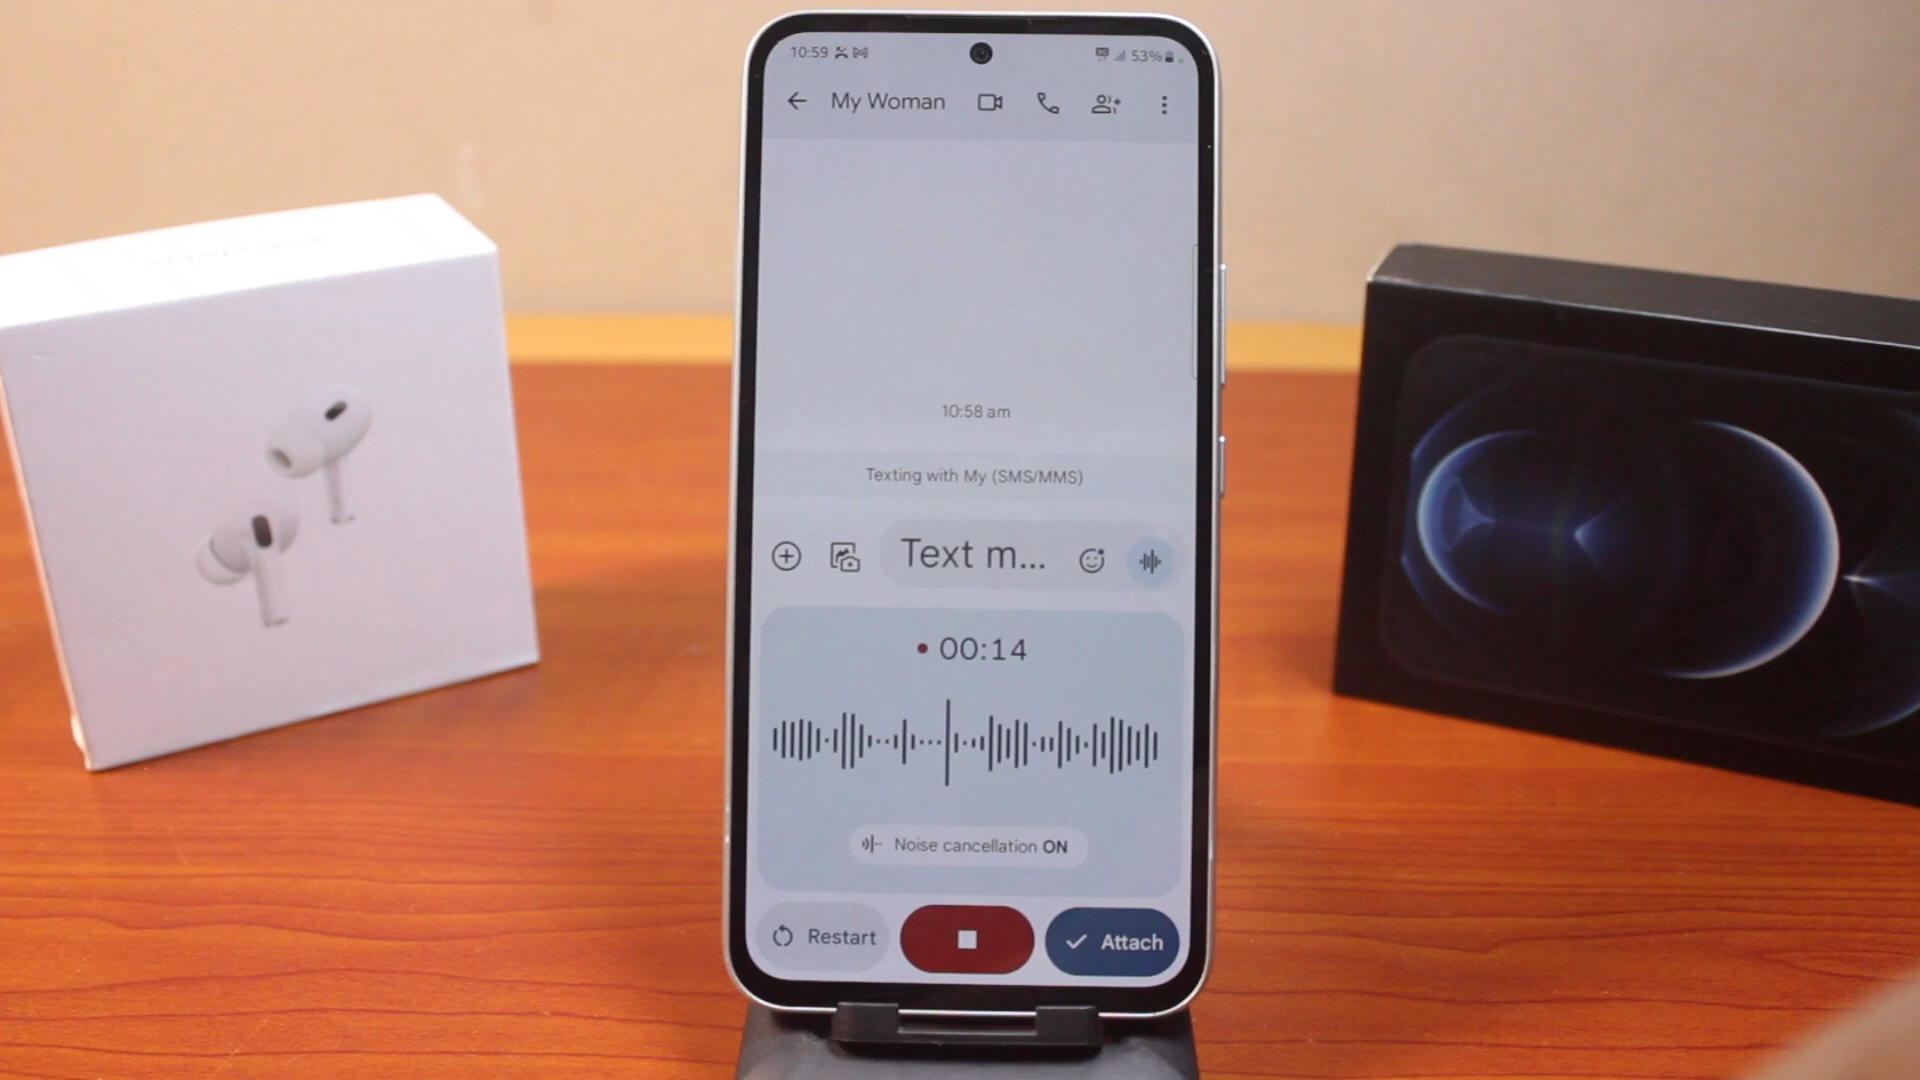 10:59
53%
My Woman
10:58 am
Texting with My (SMS/MMS)
Text m...
00:14
Noise cancellation ON
Restart
Attach